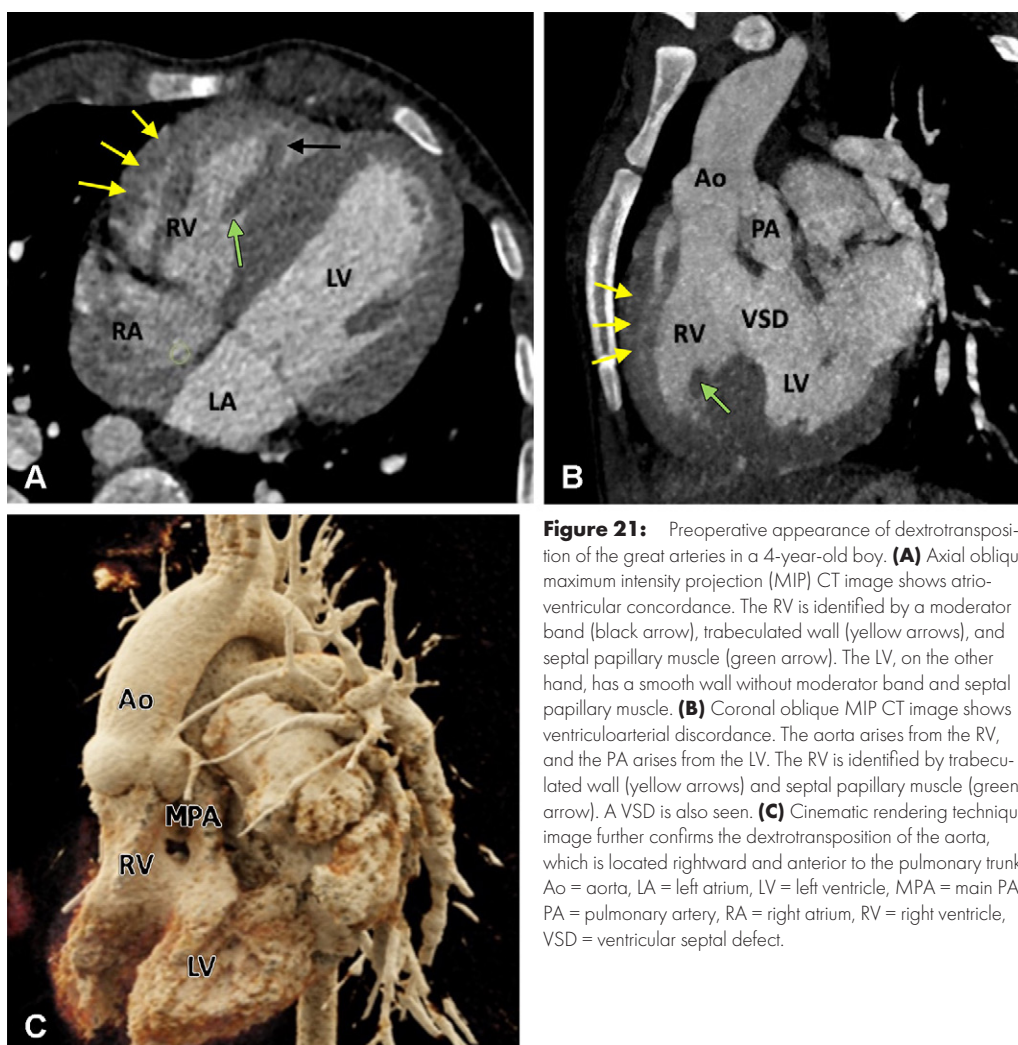 RV
LV
RA
LA
A
Ao
PA
RV
VSD
LV
B
Ao
MPA
RV
LV
C
Figure 21: Preoperative appearance of dextrotransposi-
tion of the great arteries in a 4-year-old boy. (A) Axial obliqu
maximum intensity projection (MIP) CT image shows atrio-
ventricular concordance. The RV is identified by a moderator
band (black arrow), trabeculated wall (yellow arrows), and
septal papillary muscle (green arrow). The LV, on the other
hand, has a smooth wall without moderator band and septal
papillary muscle. (B) Coronal oblique MIP CT image shows
ventriculoarterial discordance. The aorta arises from the RV,
and the PA arises from the LV. The RV is identified by trabecu-
lated wall (yellow arrows) and septal papillary muscle (green
arrow). A VSD is also seen. (C) Cinematic rendering techniqu
image further confirms the dextrotransposition of the aorta,
which is located rightward and anterior to the pulmonary trunk
Ao = aorta, LA = left atrium, LV = left ventricle, MPA = main PA
PA = pulmonary artery, RA = right atrium, RV = right ventricle,
VSD = ventricular septal defect.